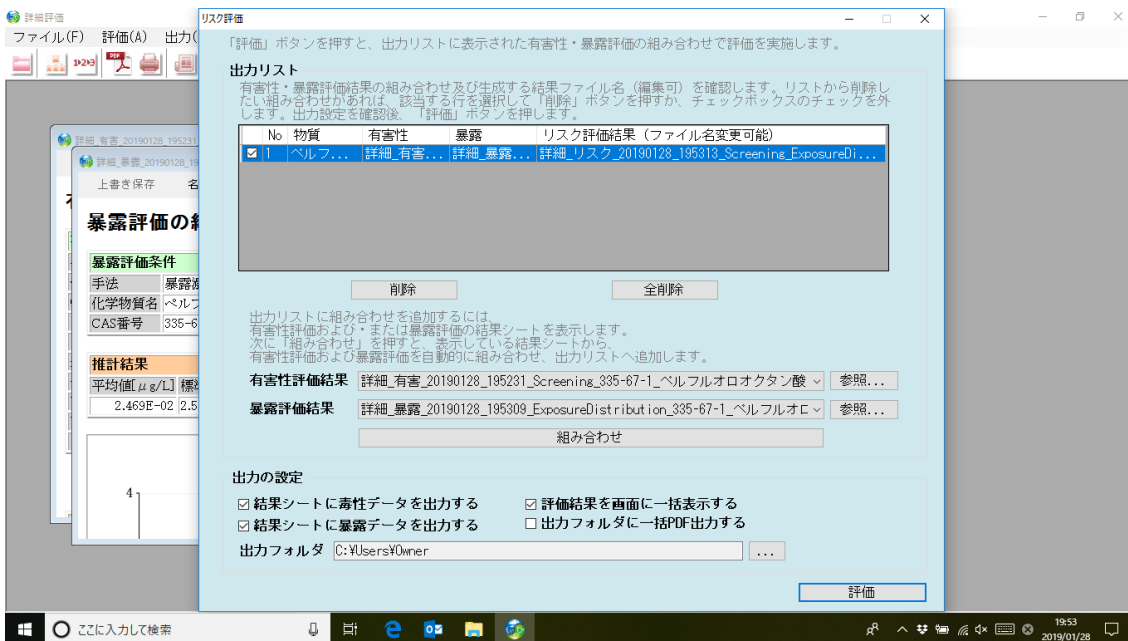 詳細評価
ファイル(F) 評価(A) 出力(
詳細_有害_20190128_195231
詳細_暴露_20190128_19
上書き保存 名
暴露評価の
暴露評価条件
手法 暴露
化学物質名 ペルフ
CAS番号 335-6
推計結果
平均値[μg/L] 標
2.469E-02 2.5
4
リスク評価
「評価」ボタンを押すと、出力リストに表示された有害性・暴露評価の組み合わせで評価を実施します。
出力リスト
有害性・暴露評価結果の組み合わせ及び生成する結果ファイル名（編集可）を確認します。リストから削除し
たい組み合わせがあれば、該当する行を選択して「削除」ボタンを押すか、チェックボックスのチェックを外
します。出力設定を確認後、「評価」ボタンを押します。
No 物質 有害性 暴露 リスク評価結果（ファイル名変更可能）
1 ペルフ... 詳細_有害... 詳細_暴露... 詳細_リスク_20190128_195313_Screening_ExposureDi...
削除 全削除
出力リストに組み合わせを追加するには、
有害性評価および・または暴露評価の結果シートを表示します。
次に「組み合わせ」を押すと、表示している結果シートから、
有害性評価および暴露評価を自動的に組み合わせ、出力リストへ追加します。
有害性評価結果 詳細_有害_20190128_195231_Screening_335-67-1_ペルフルオロオクタン酸 参照...
暴露評価結果 詳細_暴露_20190128_195309_ExposureDistribution_335-67-1_ペルフルオロ 参照...
組み合わせ
出力の設定
結果シートに毒性データを出力する 評価結果を画面に一括表示する
結果シートに暴露データを出力する 出力フォルダに一括PDF出力する
出力フォルダ C:¥Users¥Owner ...
評価
ここに入力して検索
19:53
2019/01/28